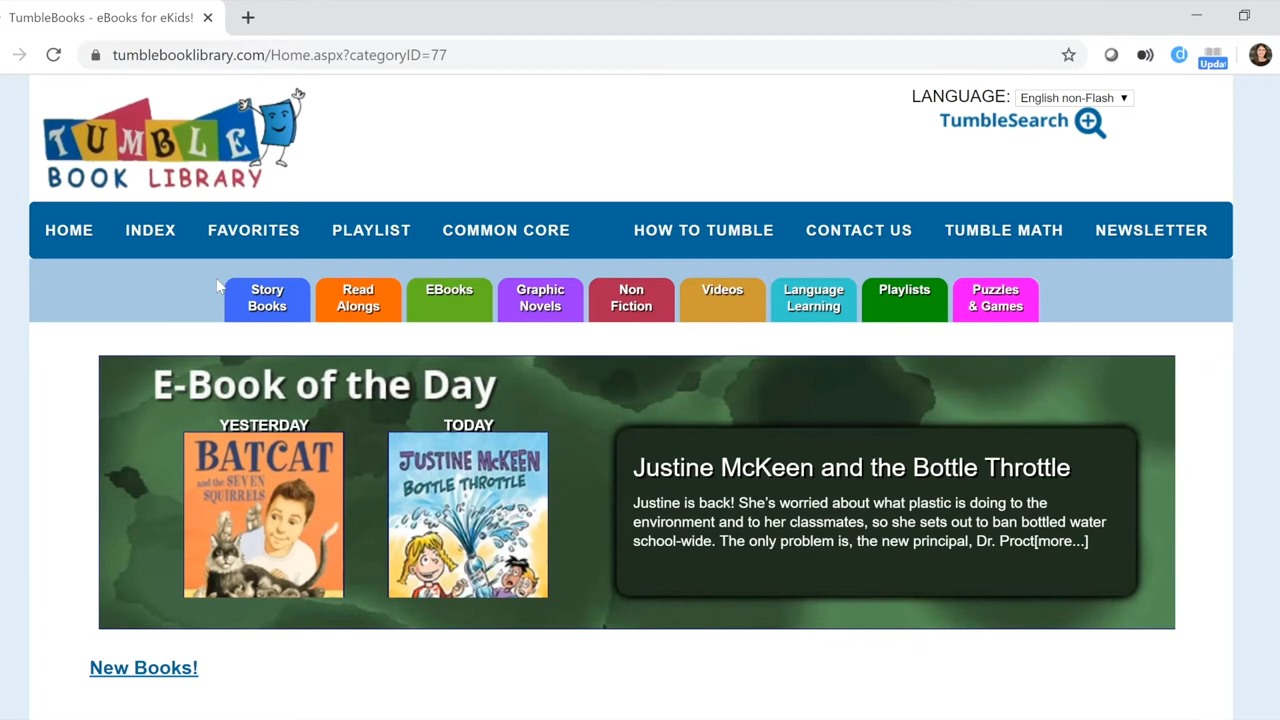 TumbleBooks - eBooks for eKids!
tumblebooklibrary.com/Home.aspx?categoryID=77
Updat
TUMBLE
BOOK LIBRARY
LANGUAGE: English non-Flash
TumbleSearch
HOME INDEX FAVORITES PLAYLIST COMMON CORE HOW TO TUMBLE CONTACT US TUMBLE MATH NEWSLETTER
Story Books
Read Alongs
EBooks
Graphic Novels
Non Fiction
Videos
Language Learning
Playlists
Puzzles & Games
E-Book of the Day
YESTERDAY
BATCAT
and the SEVEN
SQUIRRELS
TODAY
JUSTINE MCKEEN
BOTTLE THROTTLE
Justine McKeen and the Bottle Throttle
Justine is back! She's worried about what plastic is doing to the
environment and to her classmates, so she sets out to ban bottled water
school-wide. The only problem is, the new principal, Dr. Proct[more...]
New Books!